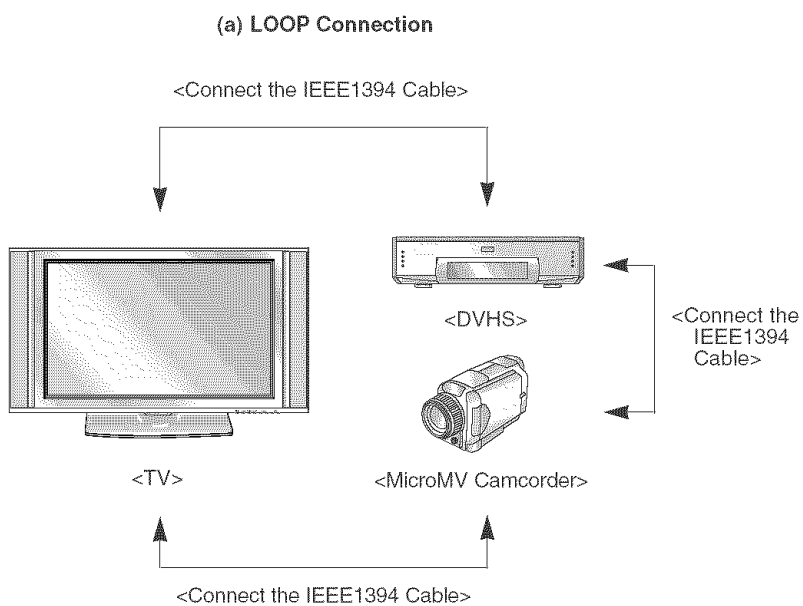 (a) LOOP Connection
<Connect the IEEE1394 Cable>
<DVHS>
<Connect the
IEEE1394
Cable>
<TV>
<MicroMV Camcorder>
<Connect the IEEE1394 Cable>